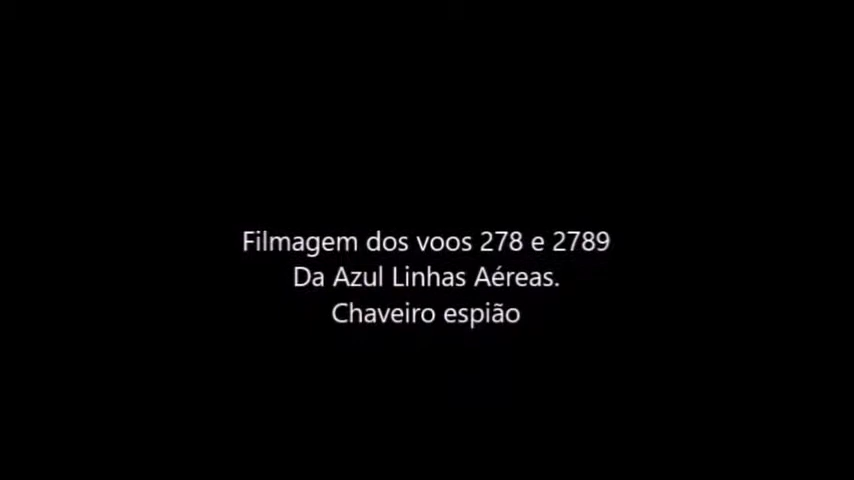 Filmagem dos voos 278 e 2789
Da Azul Linhas Aéreas.
Chaveiro espião